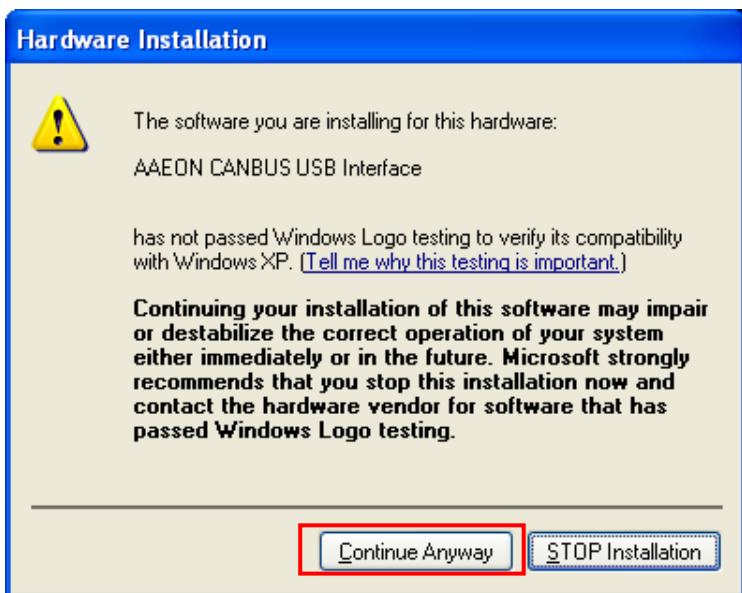 Hardware Installation
The software you are installing for this hardware:
AAEON CANBUS USB Interface
has not passed Windows Logo testing to verify its compatibility
with Windows XP. (Tell me why this testing is important.)
Continuing your installation of this software may impair
or destabilize the correct operation of your system
either immediately or in the future. Microsoft strongly
recommends that you stop this installation now and
contact the hardware vendor for software that has
passed Windows Logo testing.
Continue Anyway STOP Installation